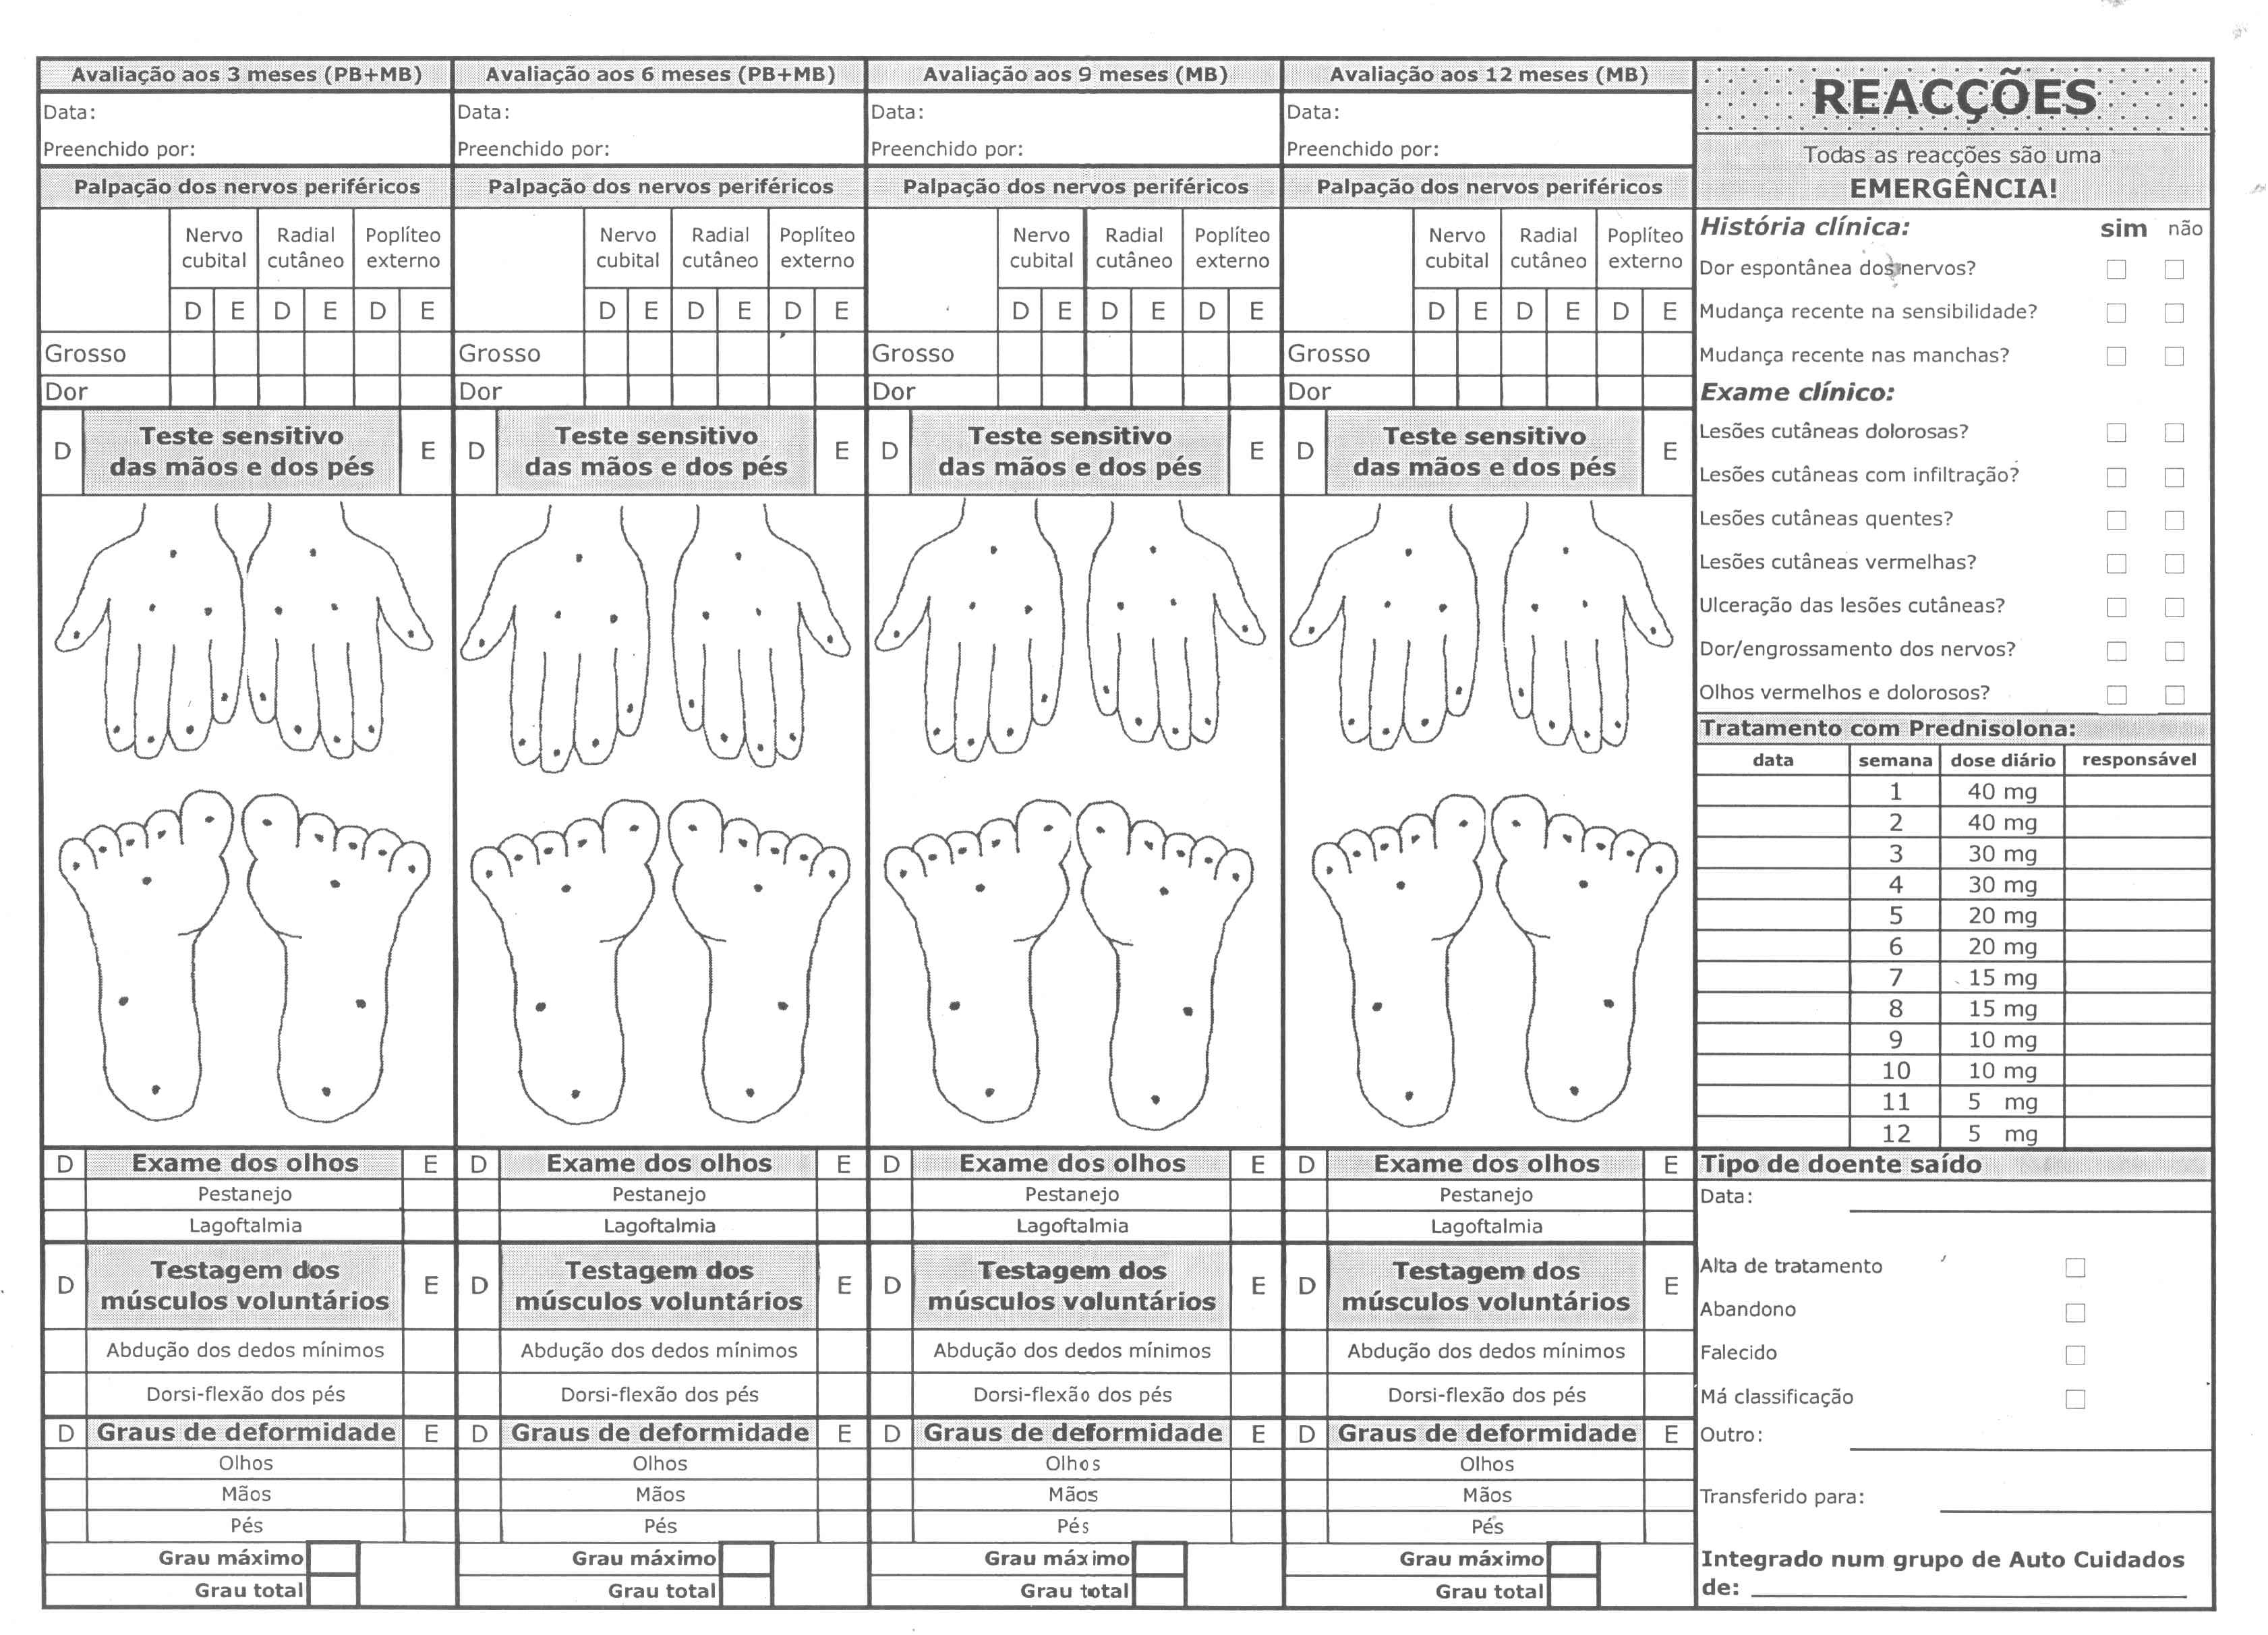 Avaliação aos 3 meses (PB+MB)
Data:
Preenchido por:
Palpação dos nervos periféricos
Nervo cubital Radial cutâneo Poplíteo externo
D E D E D E
Grosso
Dor
D Teste sensitivo das mãos e dos pés E
D Exame dos olhos E
Pestanejo
Lagoftalmia
D Testagem dos músculos voluntários E
Abdução dos dedos mínimos
Dorsi-flexão dos pés
D Graus de deformidade E
Olhos
Mãos
Pés
Grau máximo
Grau total
Avaliação aos 6 meses (PB+MB)
Data:
Preenchido por:
Palpação dos nervos periféricos
Nervo cubital Radial cutâneo Poplíteo externo
D E D E D E
Grosso
Dor
D Teste sensitivo das mãos e dos pés E
D Exame dos olhos E
Pestanejo
Lagoftalmia
D Testagem dos músculos voluntários E
Abdução dos dedos mínimos
Dorsi-flexão dos pés
D Graus de deformidade E
Olhos
Mãos
Pés
Grau máximo
Grau total
Avaliação aos 9 meses (MB)
Data:
Preenchido por:
Palpação dos nervos periféricos
Nervo cubital Radial cutâneo Poplíteo externo
D E D E D E
Grosso
Dor
D Teste sensitivo das mãos e dos pés E
D Exame dos olhos E
Pestanejo
Lagoftalmia
D Testagem dos músculos voluntários E
Abdução dos dedos mínimos
Dorsi-flexão dos pés
D Graus de deformidade E
Olhos
Mãos
Pés
Grau máximo
Grau total
Avaliação aos 12 meses (MB)
Data:
Preenchido por:
Palpação dos nervos periféricos
Nervo cubital Radial cutâneo Poplíteo externo
D E D E D E
Grosso
Dor
D Teste sensitivo das mãos e dos pés E
D Exame dos olhos E
Pestanejo
Lagoftalmia
D Testagem dos músculos voluntários E
Abdução dos dedos mínimos
Dorsi-flexão dos pés
D Graus de deformidade E
Olhos
Mãos
Pés
Grau máximo
Grau total
REACÇÕES
Todas as reacções são uma
EMERGÊNCIA!
História clínica: sim não
Dor espontânea dos nervos?
Mudança recente na sensibilidade?
Mudança recente nas manchas?
Exame clínico:
Lesões cutâneas dolorosas?
Lesões cutâneas com infiltração?
Lesões cutâneas quentes?
Lesões cutâneas vermelhas?
Ulceração das lesões cutâneas?
Dor/engrossamento dos nervos?
Olhos vermelhos e dolorosos?
Tratamento com Prednisolona:
data semana dose diário responsável
1 40 mg
2 40 mg
3 30 mg
4 30 mg
5 20 mg
6 20 mg
7 15 mg
8 15 mg
9 10 mg
10 10 mg
11 5 mg
12 5 mg
Tipo de doente saído
Data:
Alta de tratamento
Abandono
Falecido
Má classificação
Outro:
Transferido para:
Integrado num grupo de Auto Cuidados
de: